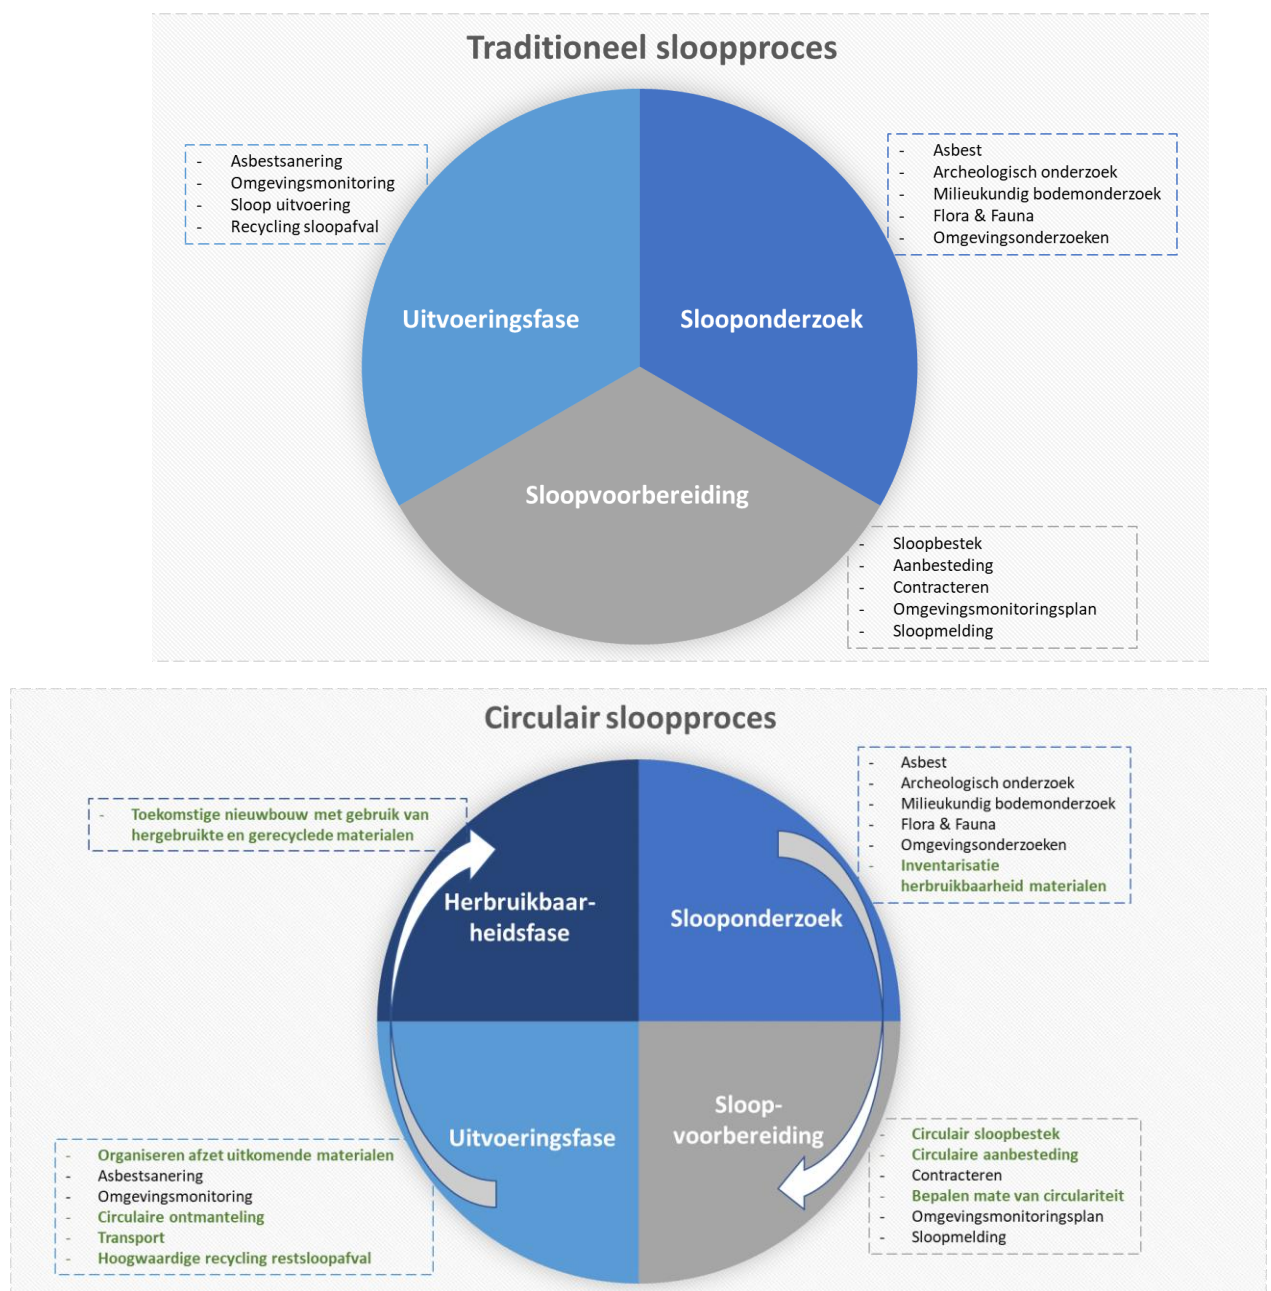 Traditioneel sloopproces
- Asbestsanering
- Omgevingsmonitoring
- Sloop uitvoering
- Recycling sloopafval
- Asbest
- Archeologisch onderzoek
- Milieukundig bodemonderzoek
- Flora & Fauna
- Omgevingsonderzoeken
Uitvoeringsfase
Slooponderzoek
Sloopvoorbereiding
- Sloopbestek
- Aanbesteding
- Contracteren
- Omgevingsmonitoringsplan
- Sloopmelding
Circulair sloopproces
- Toekomstige nieuwbouw met gebruik van
hergebruikte en gerecyclede materialen
- Asbest
- Archeologisch onderzoek
- Milieukundig bodemonderzoek
- Flora & Fauna
- Omgevingsonderzoeken
- Inventarisatie
herbruikbaarheid materialen
Herbruikbaar-
heidsfase
Slooponderzoek
Uitvoeringsfase
Sloop-
voorbereiding
- Organiseren afzet uitkomende materialen
- Asbestsanering
- Omgevingsmonitoring
- Circulaire ontmanteling
- Transport
- Hoogwaardige recycling restsloopafval
- Circulair sloopbestek
- Circulaire aanbesteding
- Contracteren
- Bepalen mate van circulariteit
- Omgevingsmonitoringsplan
- Sloopmelding